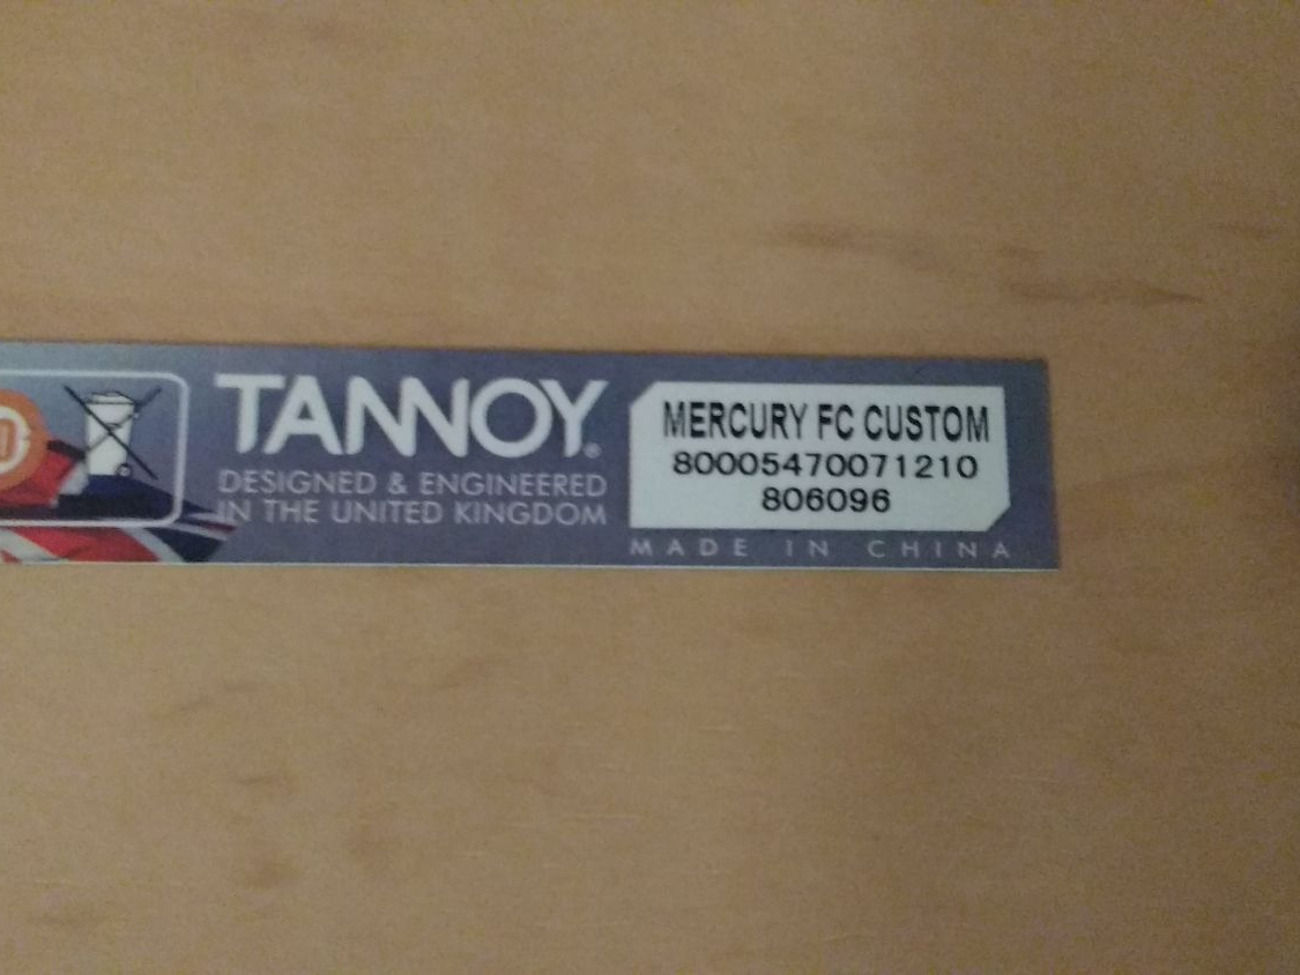 TANNOY®
DESIGNED & ENGINEERED
IN THE UNITED KINGDOM
MERCURY FC CUSTOM
80005470071210
806096
MADE IN CHINA